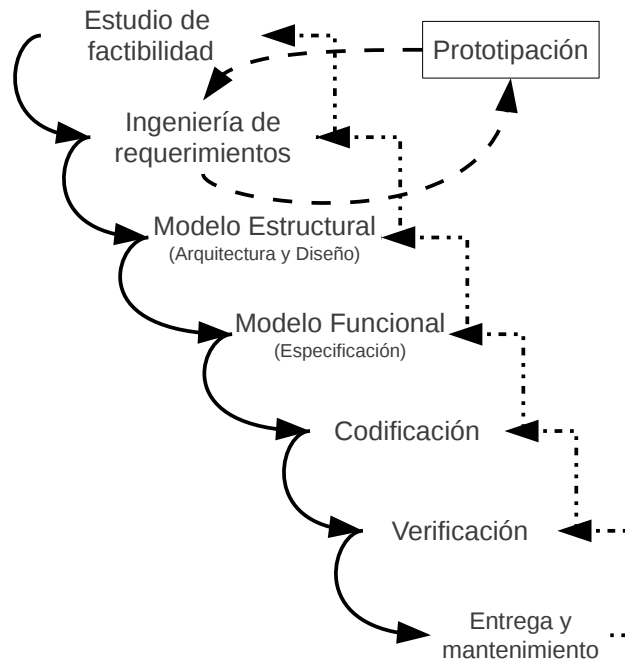 Estudio de
factibilidad
Prototipación
Ingeniería de
requerimientos
Modelo Estructural
(Arquitectura y Diseño)
Modelo Funcional
(Especificación)
Codificación
Verificación
Entrega y
mantenimiento